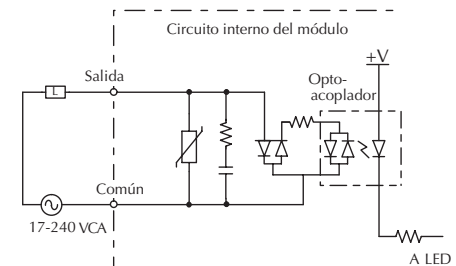 Circuito interno del módulo
+V
Opto-
acoplador
Salida
L
Común
17-240 VCA
A LED